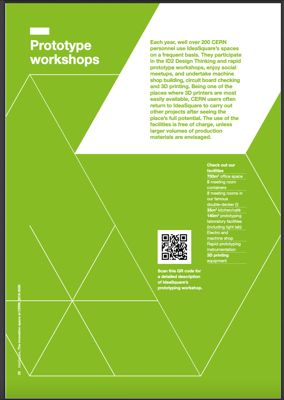 Prototype
workshops
Each year, well over 200 CERN
personnel use IdeaSquare's spaces
on a frequent basis. They participate
in the ID2 Design Thinking and rapid
prototype workshops, enjoy social
meetups, and undertake machine
shop building, circuit board checking
and 3D printing. Being one of the
places where 3D printers are most
easily available, CERN users often
return to IdeaSquare to carry out
other projects after seeing the
place's full potential. The use of the
facilities is free of charge, unless
larger volumes of production
materials are envisaged.
Check out our
facilities
700m² office space
6 meeting room
containers
2 meeting rooms in
our famous
double-decker
55m² kitchen/cafe
140m² prototyping
laboratory facilities
(including light lab)
Electro and
machine shop
Rapid prototyping
instrumentation
3D printing
equipment
Scan this QR code for
a detailed description
of IdeaSquare's
prototyping workshop.